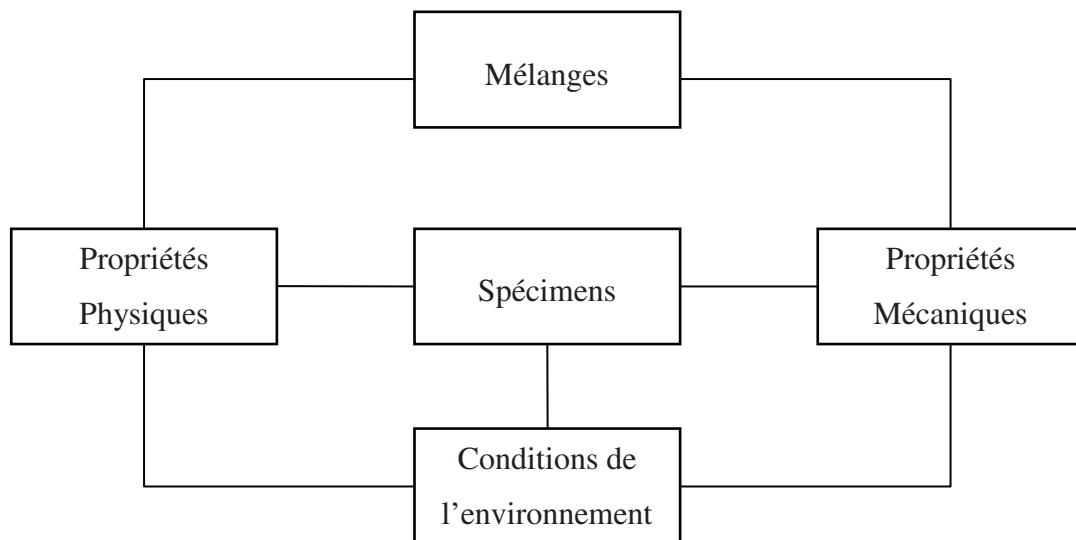 Mélanges
Propriétés
Physiques
Spécimens
Propriétés
Mécaniques
Conditions de
l’environnement